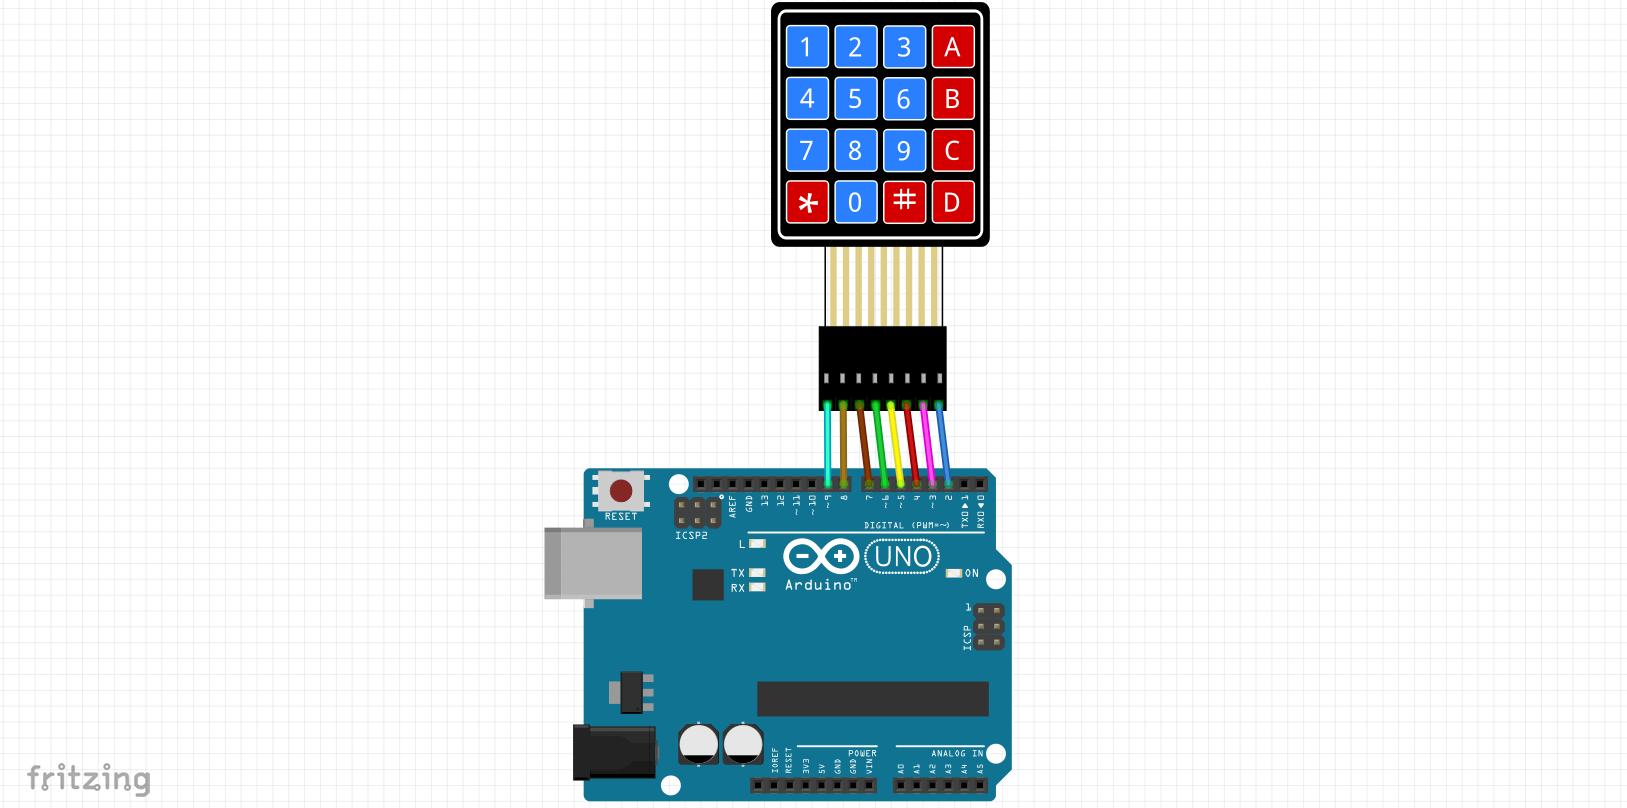 1 2 3 A
4 5 6 B
7 8 9 C
* 0 # D
RESET
ICSP2
AREF
GND
13
12
~11
~10
~9
8
7
~6
~5
4
~3
2
TX0▶1
RX0◀0
DIGITAL (PWM=~)
L
TX
RX
UNO
Arduino™
ON
1
ICSP
POWER
ANALOG IN
IOREF
RESET
3V3
5V
GND
GND
VIN
A0
A1
A2
A3
A4
A5
fritzing